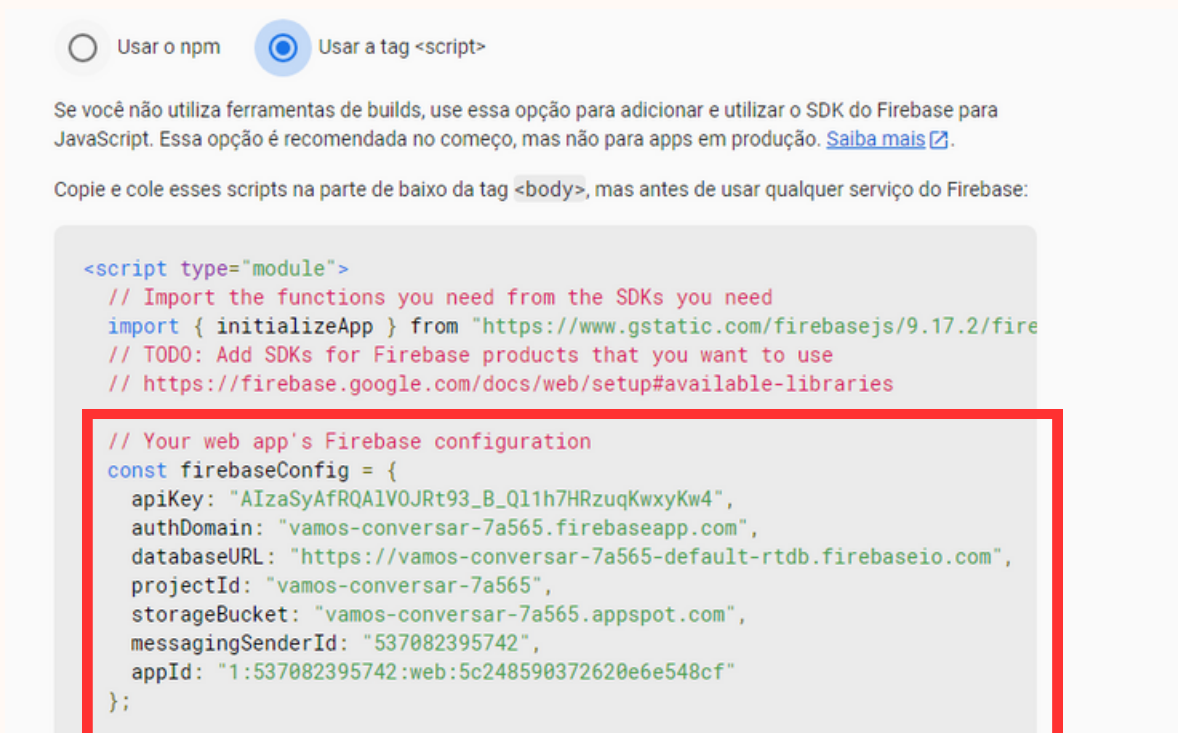 Usar o npm Usar a tag <script>
Se você não utiliza ferramentas de builds, use essa opção para adicionar e utilizar o SDK do Firebase para
JavaScript. Essa opção é recomendada no começo, mas não para apps em produção. Saiba mais.
Copie e cole esses scripts na parte de baixo da tag <body>, mas antes de usar qualquer serviço do Firebase:
<script type="module">
// Import the functions you need from the SDKs you need
import { initializeApp } from "https://www.gstatic.com/firebasejs/9.17.2/fire
// TODO: Add SDKs for Firebase products that you want to use
// https://firebase.google.com/docs/web/setup#available-libraries
// Your web app's Firebase configuration
const firebaseConfig = {
apiKey: "AIzaSyAfRQAlVOJRt93_B_Ql1h7HRzuqKwxyKw4",
authDomain: "vamos-conversar-7a565.firebaseapp.com",
databaseURL: "https://vamos-conversar-7a565-default-rtdb.firebaseio.com",
projectId: "vamos-conversar-7a565",
storageBucket: "vamos-conversar-7a565.appspot.com",
messagingSenderId: "537082395742",
appId: "1:537082395742:web:5c248590372620e6e548cf"
};